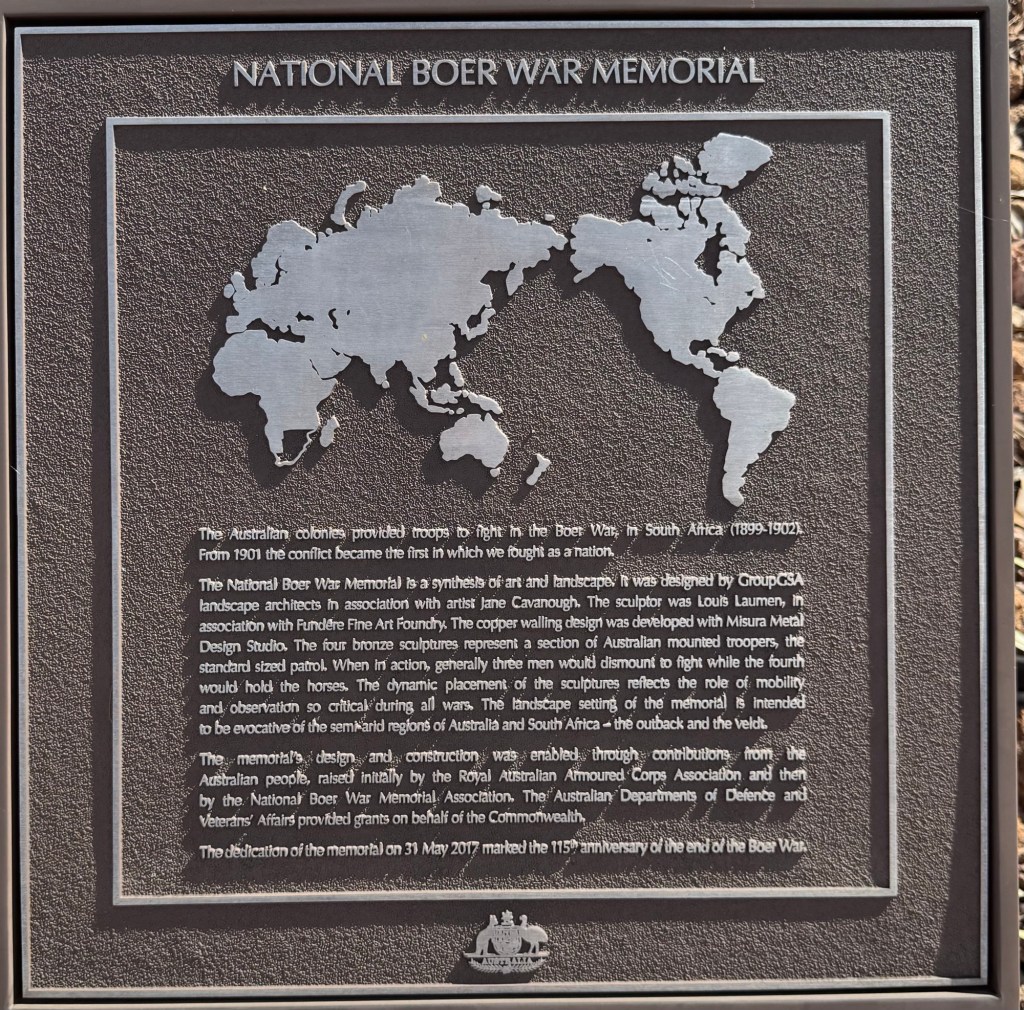 NATIONAL BOER WAR MEMORIAL
The Australian colonies provided troops to fight in the Boer War, in South Africa (1899-1902).
From 1901 the conflict became the first in which we fought as a nation.
The National Boer War Memorial is a synthesis of art and landscape. It was designed by GroupGSA
landscape architects in association with artist Jane Cavanough. The sculptor was Louis Laumen, in
association with Fundére Fine Art Foundry. The copper walling design was developed with Misura Metal
Design Studio. The four bronze sculptures represent a section of Australian mounted troopers, the
standard sized patrol. When in action, generally three men would dismount to fight while the fourth
would hold the horses. The dynamic placement of the sculptures reflects the role of mobility
and observation so critical during all wars. The landscape setting of the memorial is intended
to be evocative of the semi-arid regions of Australia and South Africa – the outback and the veldt.
The memorial's design and construction was enabled through contributions from the
Australian people, raised initially by the Royal Australian Armoured Corps Association and then
by the National Boer War Memorial Association. The Australian Departments of Defence and
Veterans' Affairs provided grants on behalf of the Commonwealth.
The dedication of the memorial on 31 May 2017 marked the 115th anniversary of the end of the Boer War.
AUSTRALIA